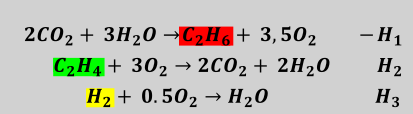 2CO₂ + 3H₂O → C₂H₆ + 3,5O₂ −H₁
C₂H₄ + 3O₂ → 2CO₂ + 2H₂O H₂
H₂ + 0.5O₂ → H₂O H₃